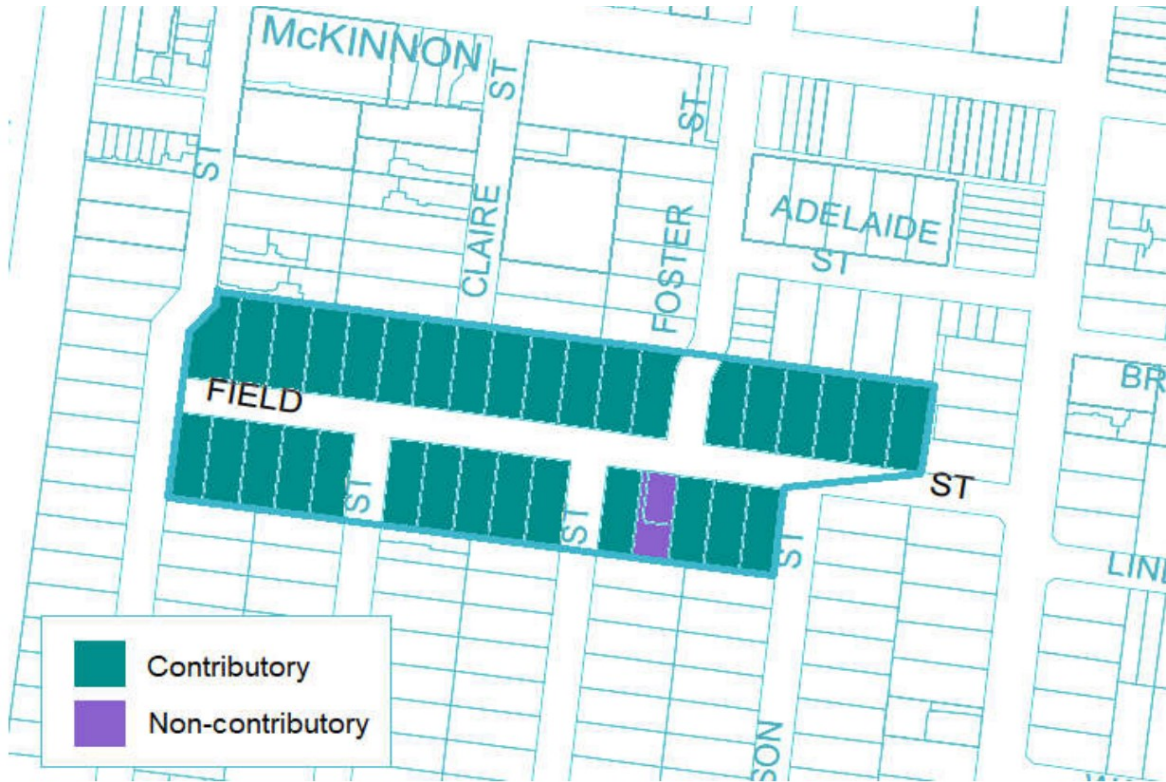 McKINNON
ST
ST
ST
CLAIRE
FOSTER
ADELAIDE
ST
BR
FIELD
ST
ST
ST
ST
LIN
SON
Contributory
Non-contributory